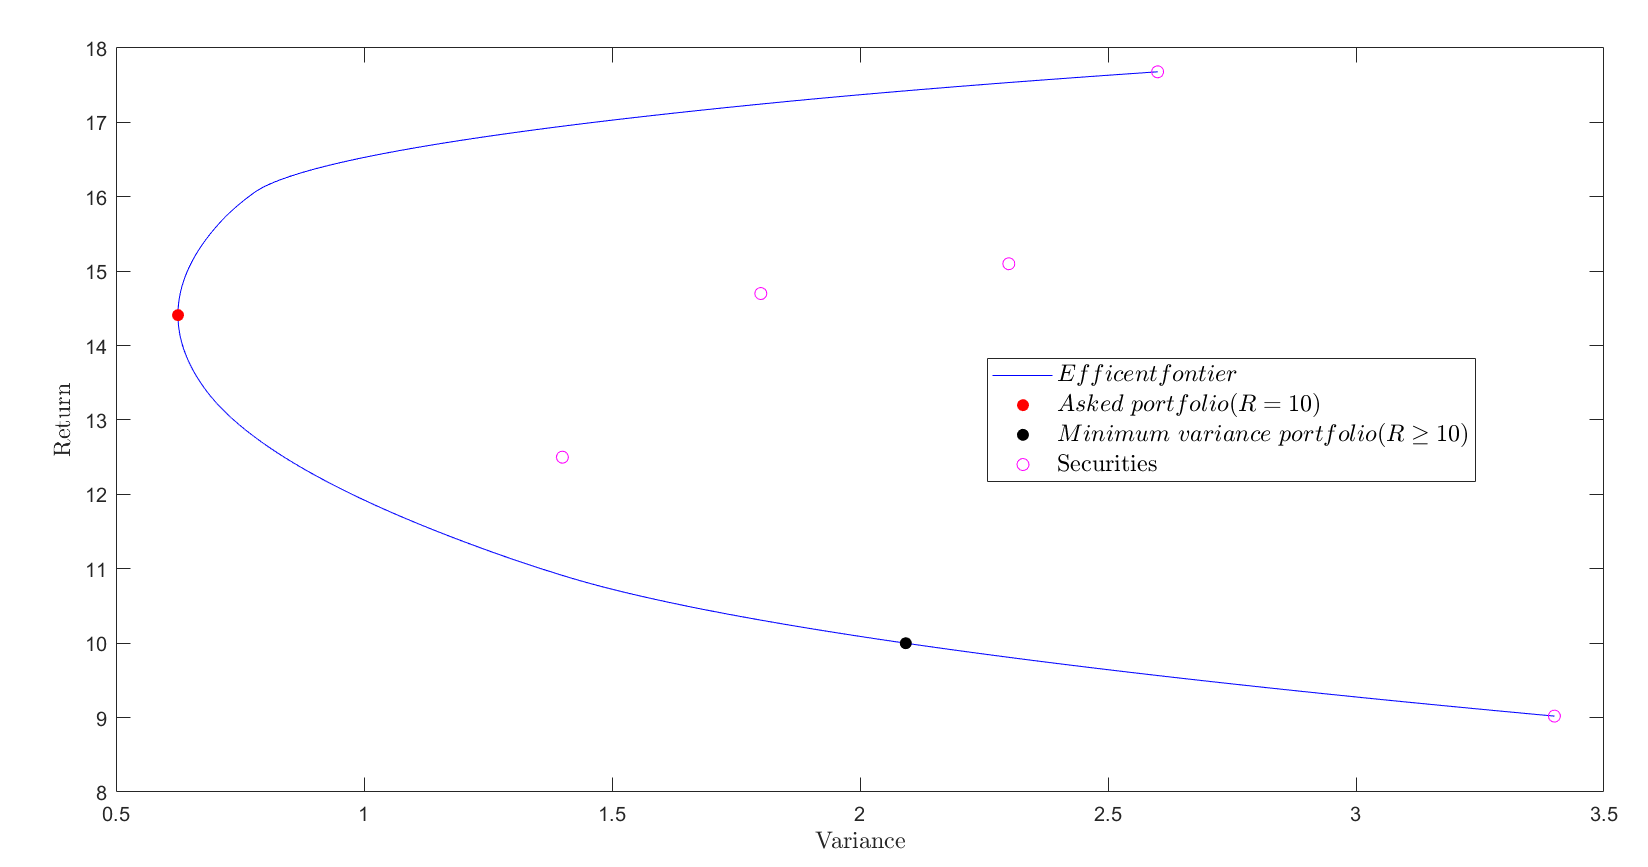 18
17
16
15
14
13
12
11
10
9
8
Return
Efficentfontier
Asked portfolio(R = 10)
Minimum variance portfolio(R ≥ 10)
Securities
0.5 1 1.5 2 2.5 3 3.5
Variance